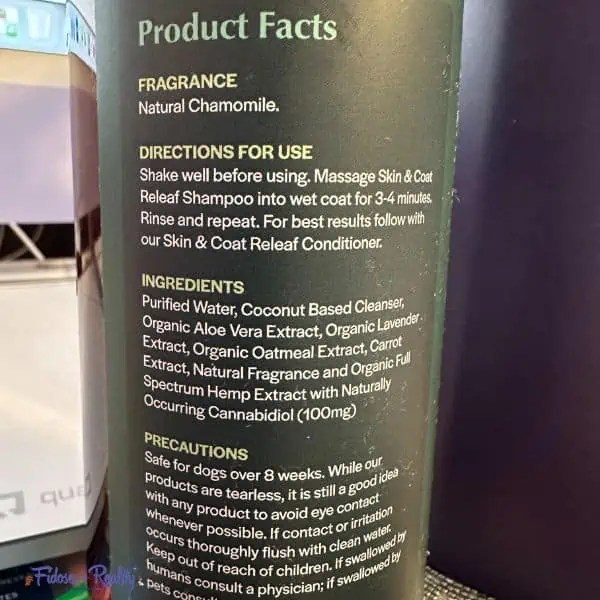 Product Facts
FRAGRANCE
Natural Chamomile.
DIRECTIONS FOR USE
Shake well before using. Massage Skin & Coat
Releaf Shampoo into wet coat for 3-4 minutes.
Rinse and repeat. For best results follow with
our Skin & Coat Releaf Conditioner.
INGREDIENTS
Purified Water, Coconut Based Cleanser,
Organic Aloe Vera Extract, Organic Lavender
Extract, Organic Oatmeal Extract, Carrot
Extract, Natural Fragrance and Organic Full
Spectrum Hemp Extract with Naturally
Occurring Cannabidiol (100mg)
PRECAUTIONS
Safe for dogs over 8 weeks. While our
products are tearless, it is still a good idea
with any product to avoid eye contact
whenever possible. If contact or irritation
occurs thoroughly flush with clean water.
Keep out of reach of children. If swallowed by
humans consult a physician; if swallowed by
pets
Fidose of Reality